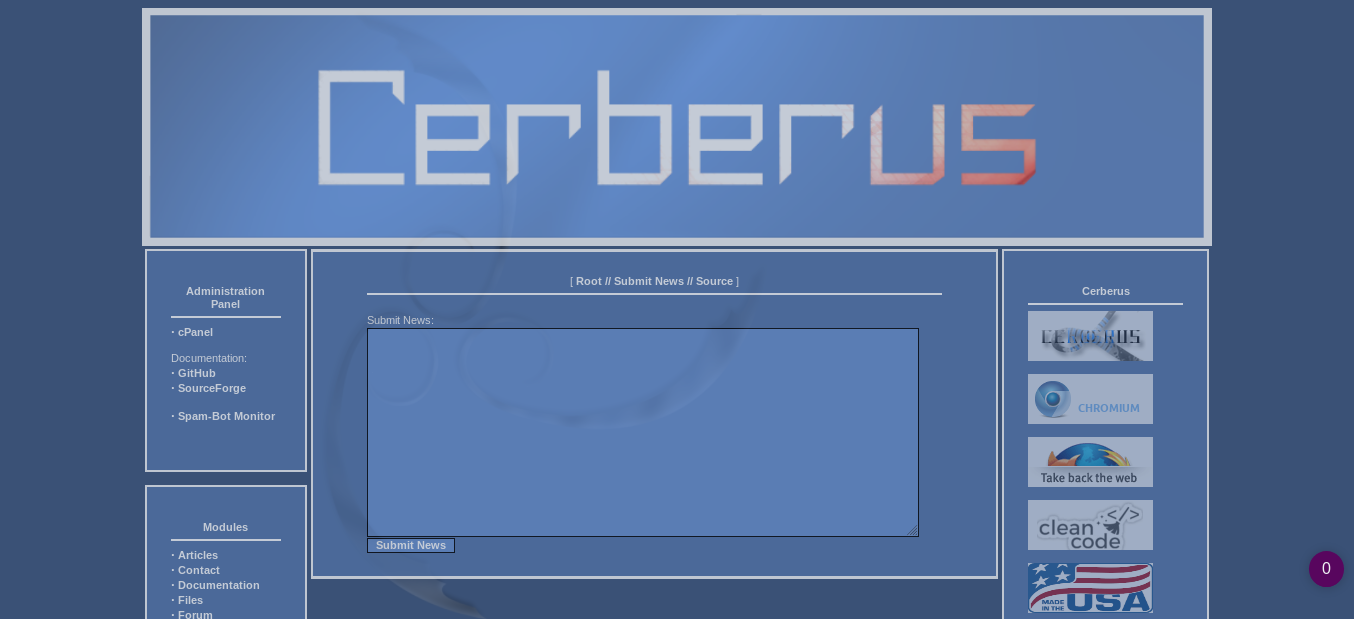 Cerberus
Administration
Panel
· cPanel
Documentation:
· GitHub
· SourceForge
· Spam-Bot Monitor
Modules
· Articles
· Contact
· Documentation
· Files
· Forum
[ Root // Submit News // Source ]
Submit News:
Submit News
Cerberus
CERBERUS
CHROMIUM
Take back the web
clean </>
code
MADE
IN THE
USA
0